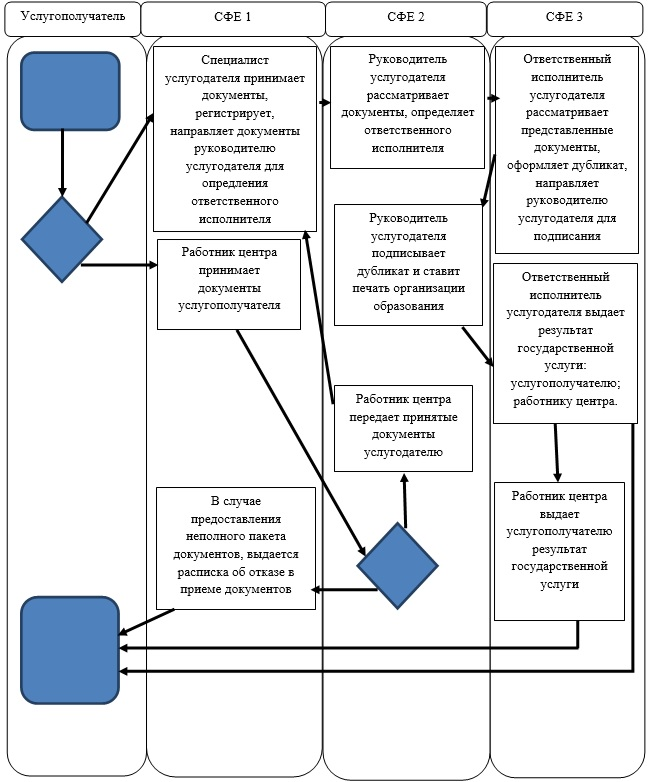 Услугополучатель
СФЕ 1
СФЕ 2
СФЕ 3
Специалист
услугодателя принимает
документы,
регистрирует,
направляет документы
руководителю
услугодателя для
опредления
ответственного
исполнителя
Руководитель
услугодателя
рассматривает
документы, определяет
ответственного
исполнителя
Ответственный
исполнитель
услугодателя
рассматривает
представленные
документы,
оформляет дубликат,
направляет
руководителю
услугодателя для
подписания
Работник центра
принимает
документы
услугополучателя
Руководитель
услугодателя
подписывает
дубликат и ставит
печать организации
образования
Ответственный
исполнитель
услугодателя выдает
результат
государственной
услуги:
услугополучателю;
работнику центра.
Работник центра
передает принятые
документы
услугодателю
В случае
предоставления
неполного пакета
документов, выдается
расписка об отказе в
приеме документов
Работник центра
выдает
услугополучателю
результат
государственной
услуги